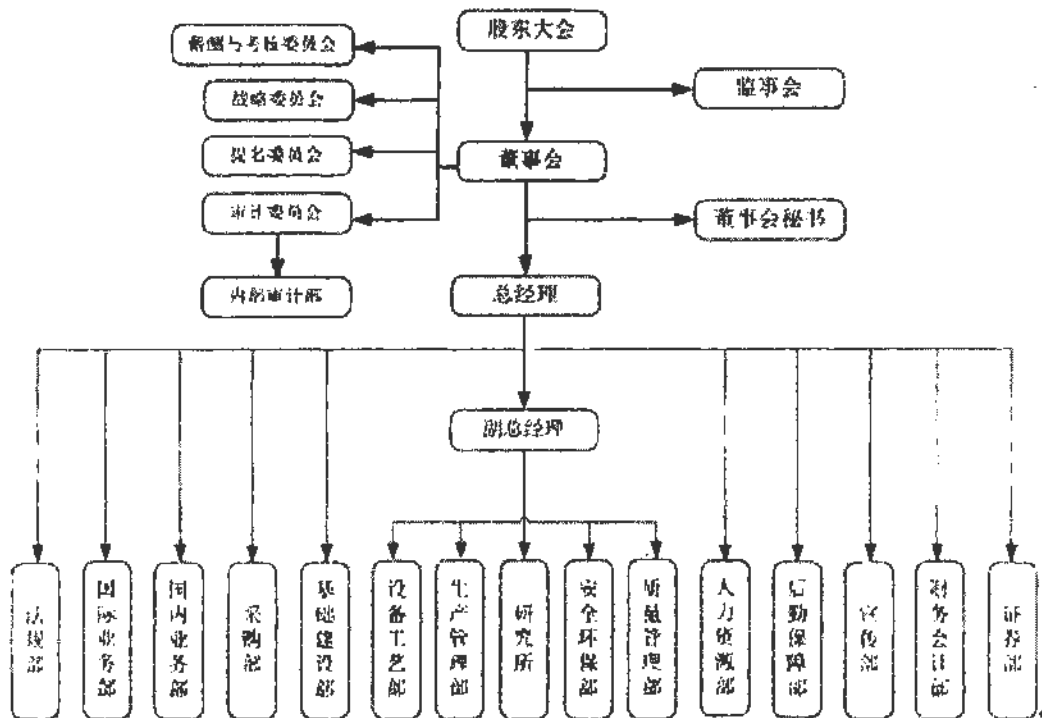 股东大会
薪酬与考核委员会
监事会
战略委员会
提名委员会
董事会
审计委员会
董事会秘书
内部审计部
总经理
副总经理
法规部
国际业务部
国内业务部
采购部
基础建设部
设备工艺部
生产管理部
研究所
安全环保部
质量管理部
人力资源部
后勤保障部
宣传部
财务会计部
证券部